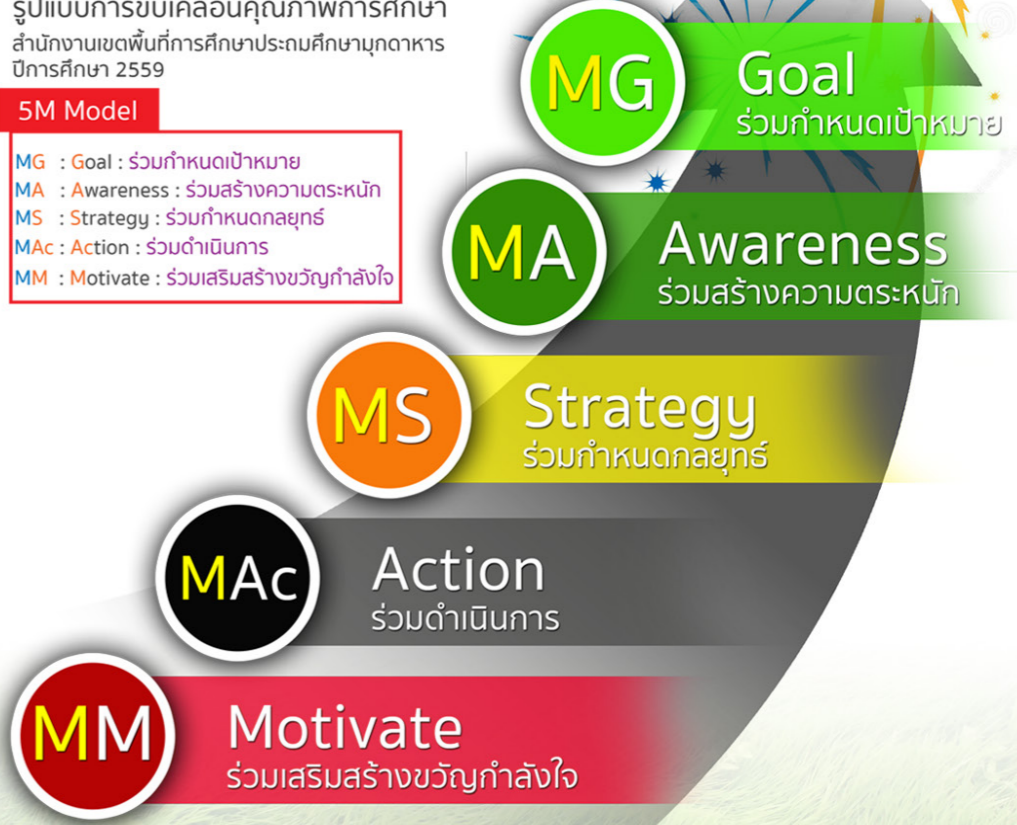 รูปแบบการขับเคลื่อนคุณภาพการศึกษา
สำนักงานเขตพื้นที่การศึกษาประถมศึกษามุกดาหาร
ปีการศึกษา 2559
5M Model
MG : Goal : ร่วมกำหนดเป้าหมาย
MA : Awareness : ร่วมสร้างความตระหนัก
MS : Strategy : ร่วมกำหนดกลยุทธ์
MAc : Action : ร่วมดำเนินการ
MM : Motivate : ร่วมเสริมสร้างขวัญกำลังใจ
MG
Goal
ร่วมกำหนดเป้าหมาย
MA
Awareness
ร่วมสร้างความตระหนัก
MS
Strategy
ร่วมกำหนดกลยุทธ์
MAc
Action
ร่วมดำเนินการ
MM
Motivate
ร่วมเสริมสร้างขวัญกำลังใจ